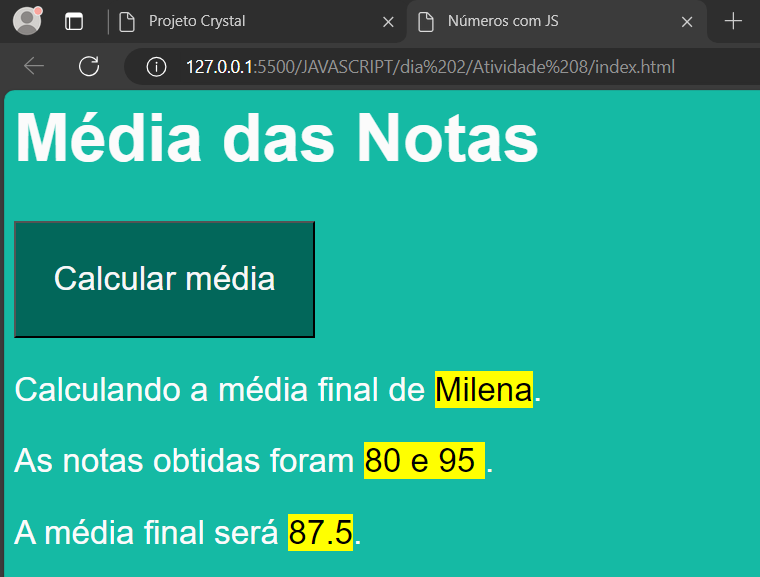 Projeto Crystal
Números com JS
127.0.0.1:5500/JAVASCRIPT/dia%202/Atividade%208/index.html
Média das Notas
Calcular média
Calculando a média final de Milena.
As notas obtidas foram 80 e 95 .
A média final será 87.5.